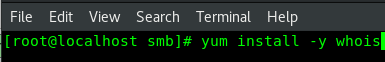 File Edit View Search Terminal Help
[root@localhost smb]# yum install -y whois